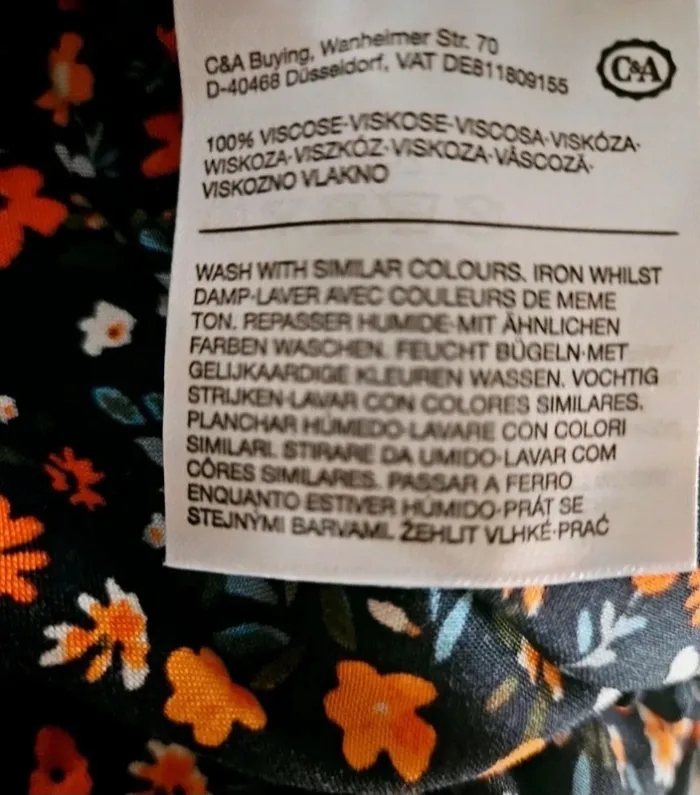 C&A Buying, Wanheimer Str. 70
D-40468 Düsseldorf, VAT DE811809155
C&A
100% VISCOSE-VISKOSE-VISCOSA-VISKÓZA-
WISKOZA-VISZKÓZ-VISKOZA-VÂSCOZĂ-
VISKOZNO VLAKNO
WASH WITH SIMILAR COLOURS. IRON WHILST
DAMP-LAVER AVEC COULEURS DE MEME
TON. REPASSER HUMIDE-MIT ÄHNLICHEN
FARBEN WASCHEN. FEUCHT BÜGELN-MET
GELIJKAARDIGE KLEUREN WASSEN. VOCHTIG
STRIJKEN-LAVAR CON COLORES SIMILARES.
PLANCHAR HÚMEDO-LAVARE CON COLORI
SIMILARI. STIRARE DA UMIDO-LAVAR COM
CÔRES SIMILARES. PASSAR A FERRO
ENQUANTO ESTIVER HÚMIDO-PRÁT SE
STEJNÝMI BARVAMI. ŽEHLIT VLHKÉ-PRAĆ